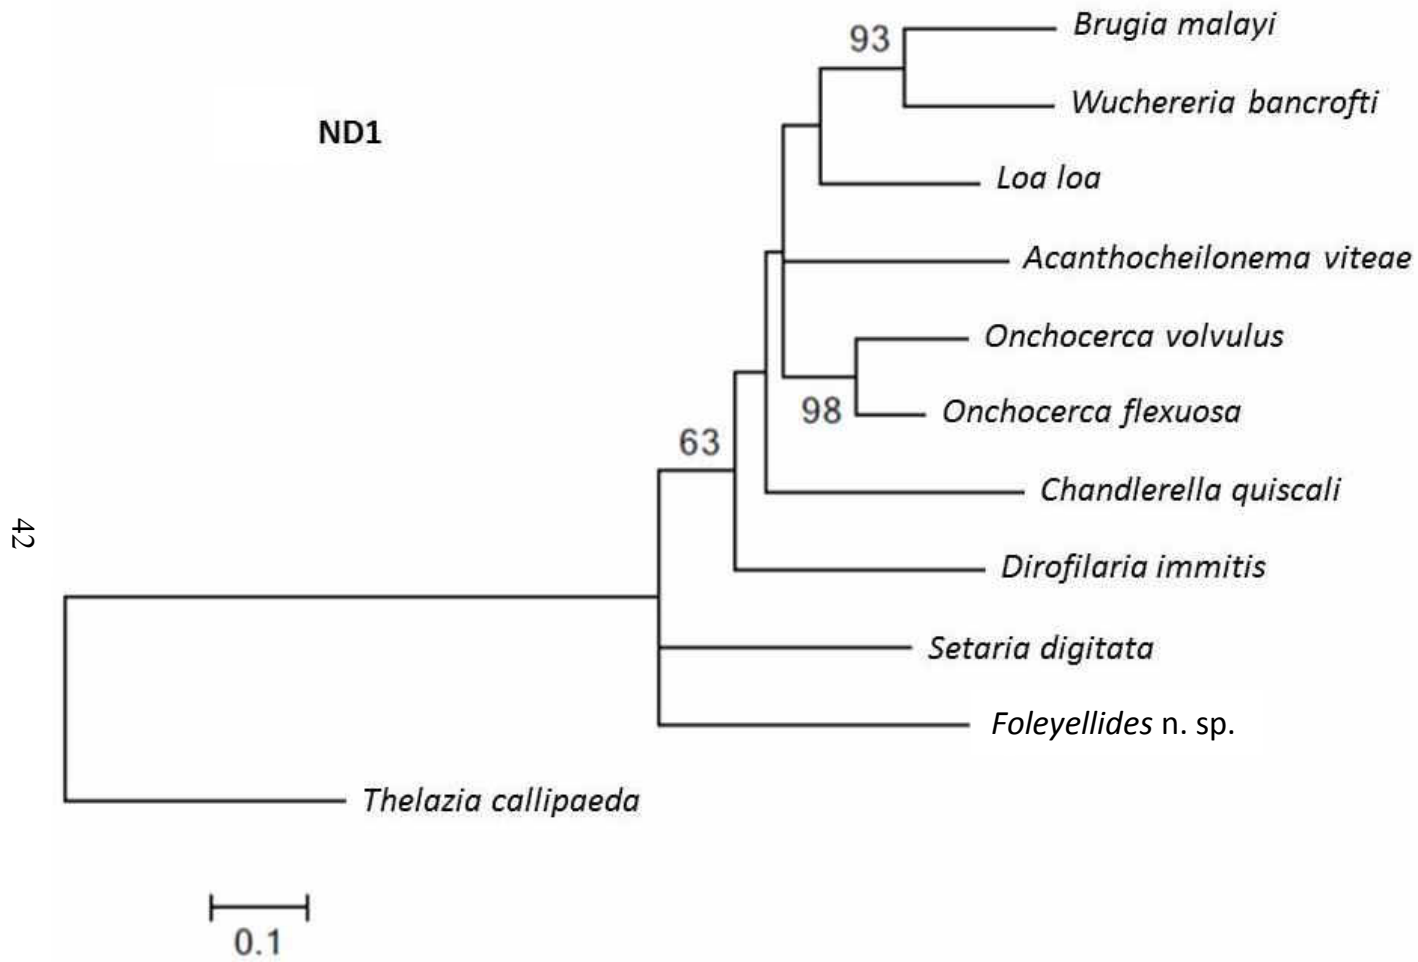 93
Brugia malayi
Wuchereria bancrofti
ND1
Loa loa
Acanthocheilonema viteae
Onchocerca volvulus
98
Onchocerca flexuosa
63
Chandlerella quiscali
42
Dirofilaria immitis
Setaria digitata
Foleyellides n. sp.
Thelazia callipaeda
0.1